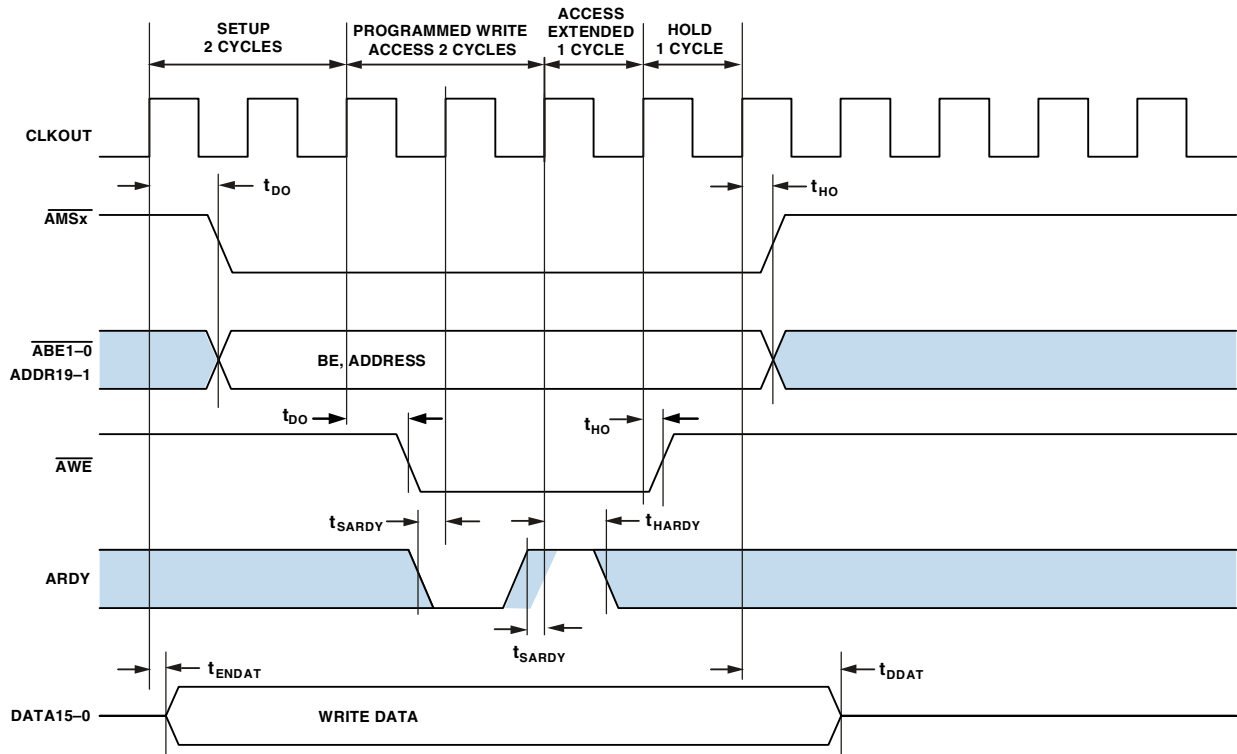 SETUP
2 CYCLES
PROGRAMMED WRITE
ACCESS 2 CYCLES
ACCESS
EXTENDED
1 CYCLE
HOLD
1 CYCLE
CLKOUT
tDO
tHO
AMSx
ABE1–0
ADDR19–1
BE, ADDRESS
tDO
tHO
AWE
tSARDY
tHARDY
ARDY
tSARDY
tENDAT
tDDAT
DATA15–0
WRITE DATA